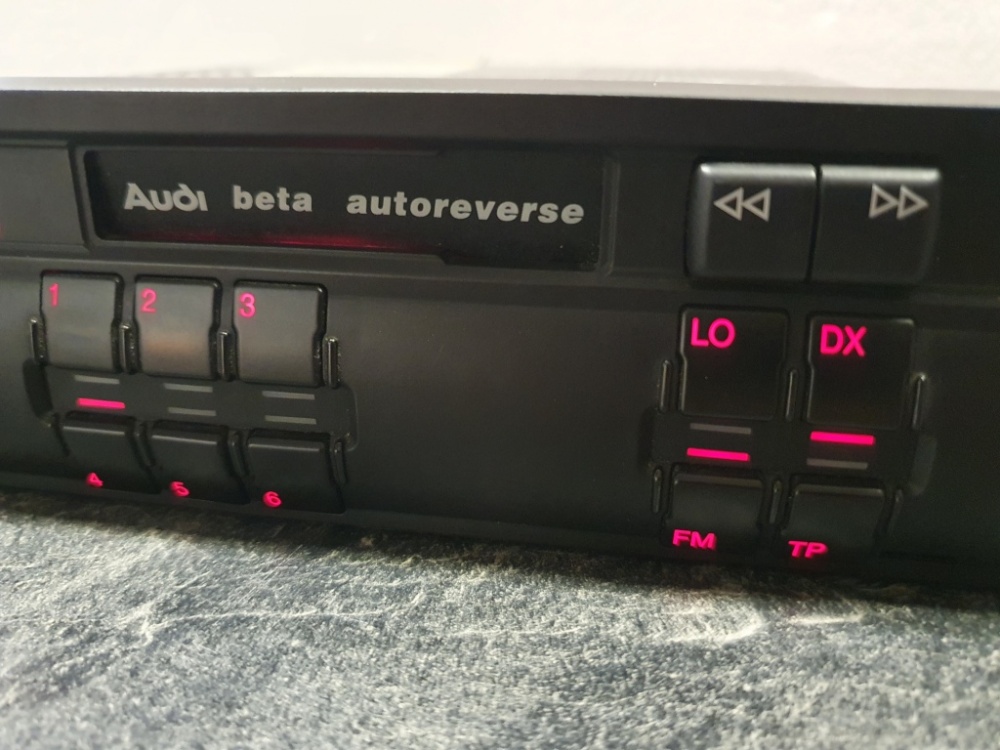 Audi beta autoreverse
1 2 3
LO DX
4 5 6
FM TP